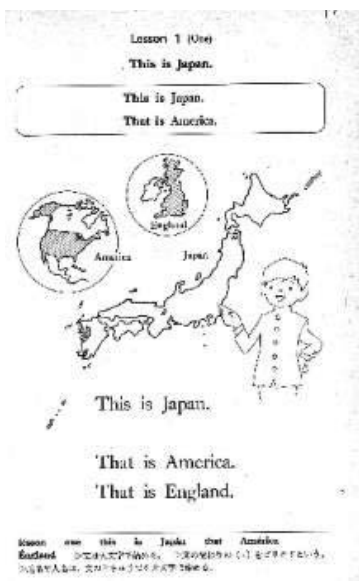 Lesson 1 (One)
This is Japan.
This is Japan.
That is America.
England
America
Japan
This is Japan.
That is America.
That is England.
lesson one this is Japan that America
England